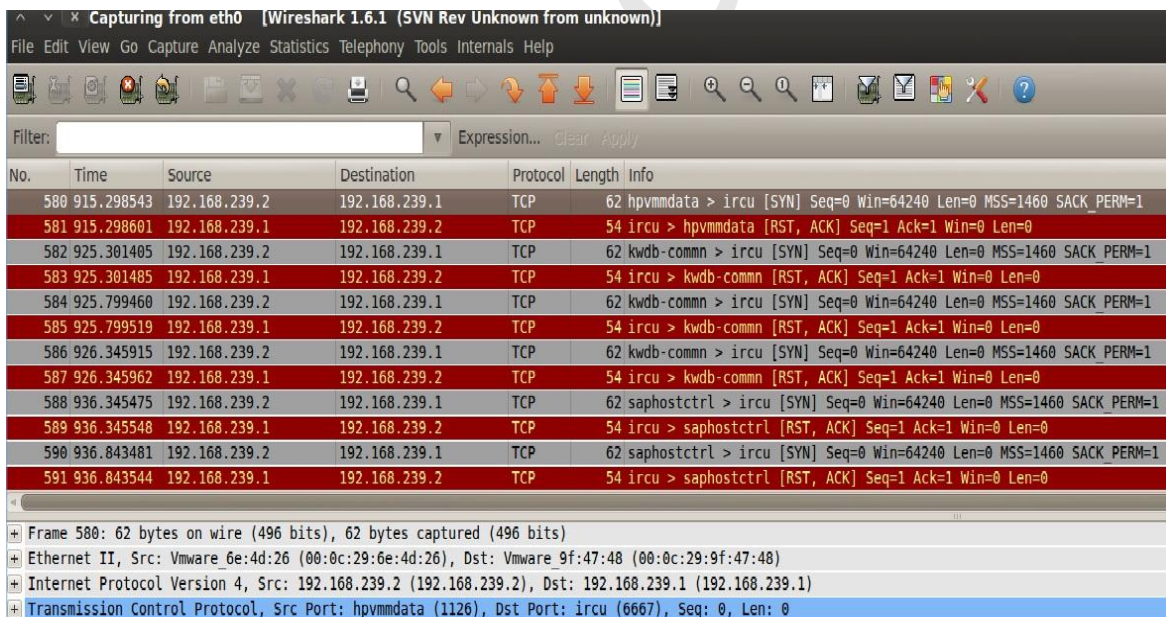 Capturing from eth0 [Wireshark 1.6.1 (SVN Rev Unknown from unknown)]
File Edit View Go Capture Analyze Statistics Telephony Tools Internals Help
Filter: Expression... Clear Apply
No. Time Source Destination Protocol Length Info
580 915.298543 192.168.239.2 192.168.239.1 TCP 62 hpvmmdata > ircu [SYN] Seq=0 Win=64240 Len=0 MSS=1460 SACK_PERM=1
581 915.298601 192.168.239.1 192.168.239.2 TCP 54 ircu > hpvmmdata [RST, ACK] Seq=1 Ack=1 Win=0 Len=0
582 925.301405 192.168.239.2 192.168.239.1 TCP 62 kwdb-commn > ircu [SYN] Seq=0 Win=64240 Len=0 MSS=1460 SACK_PERM=1
583 925.301485 192.168.239.1 192.168.239.2 TCP 54 ircu > kwdb-commn [RST, ACK] Seq=1 Ack=1 Win=0 Len=0
584 925.799460 192.168.239.2 192.168.239.1 TCP 62 kwdb-commn > ircu [SYN] Seq=0 Win=64240 Len=0 MSS=1460 SACK_PERM=1
585 925.799519 192.168.239.1 192.168.239.2 TCP 54 ircu > kwdb-commn [RST, ACK] Seq=1 Ack=1 Win=0 Len=0
586 926.345915 192.168.239.2 192.168.239.1 TCP 62 kwdb-commn > ircu [SYN] Seq=0 Win=64240 Len=0 MSS=1460 SACK_PERM=1
587 926.345962 192.168.239.1 192.168.239.2 TCP 54 ircu > kwdb-commn [RST, ACK] Seq=1 Ack=1 Win=0 Len=0
588 936.345475 192.168.239.2 192.168.239.1 TCP 62 saphostctrl > ircu [SYN] Seq=0 Win=64240 Len=0 MSS=1460 SACK_PERM=1
589 936.345548 192.168.239.1 192.168.239.2 TCP 54 ircu > saphostctrl [RST, ACK] Seq=1 Ack=1 Win=0 Len=0
590 936.843481 192.168.239.2 192.168.239.1 TCP 62 saphostctrl > ircu [SYN] Seq=0 Win=64240 Len=0 MSS=1460 SACK_PERM=1
591 936.843544 192.168.239.1 192.168.239.2 TCP 54 ircu > saphostctrl [RST, ACK] Seq=1 Ack=1 Win=0 Len=0
Frame 580: 62 bytes on wire (496 bits), 62 bytes captured (496 bits)
Ethernet II, Src: Vmware_6e:4d:26 (00:0c:29:6e:4d:26), Dst: Vmware_9f:47:48 (00:0c:29:9f:47:48)
Internet Protocol Version 4, Src: 192.168.239.2 (192.168.239.2), Dst: 192.168.239.1 (192.168.239.1)
Transmission Control Protocol, Src Port: hpvmmdata (1126), Dst Port: ircu (6667), Seq: 0, Len: 0